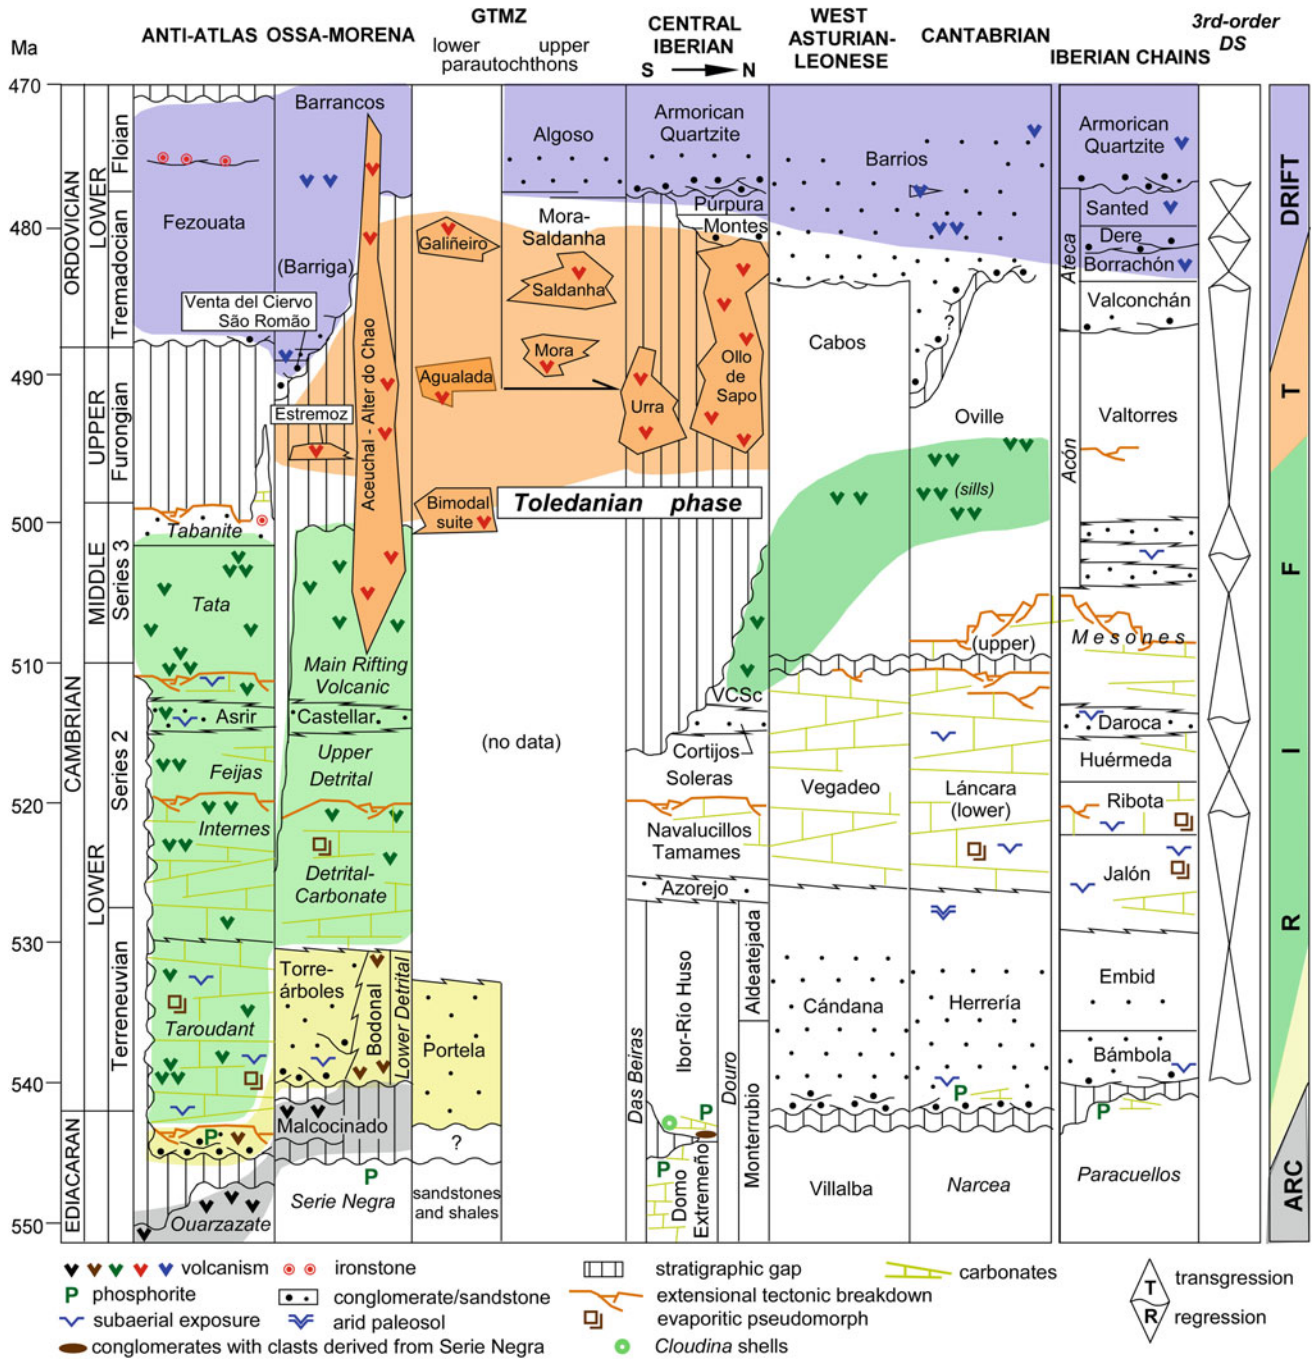 Ma
ANTI-ATLAS
OSSA-MORENA
GTMZ
lower upper
parautochthons
CENTRAL
IBERIAN
S N
WEST
ASTURIAN-
LEONESE
CANTABRIAN
IBERIAN CHAINS
3rd-order
DS
470
480
490
500
510
520
530
540
550
ORDOVICIAN
LOWER
Floian
Tremadocian
CAMBRIAN
UPPER
Furongian
MIDDLE
Series 3
LOWER
Series 2
Terreneuvian
EDIACARAN
Fezouata
Tabanite
Tata
Asrir
Feijas
Internes
Taroudant
P
Ouarzazate
Barrancos
(Barriga)
Venta del Ciervo
São Romão
Estremoz
Aceuchal - Alter do Chao
Main Rifting
Volcanic
Castellar
Upper
Detrital
Detrital-
Carbonate
Torre-
árboles
Bodonal
Lower Detrital
Malcocinado
P
Serie Negra
Galiñeiro
Agualada
Bimodal
suite
Toledanian phase
(no data)
Portela
?
sandstones
and shales
Algoso
Mora-
Saldanha
Saldanha
Mora
Armorican
Quartzite
Purpura
Montes
Urra
Ollo
de
Sapo
VCSc
Cortijos
Soleras
Navalucillos
Tamames
Azorejo
Das Beiras
Ibor-Río Huso
Douro
Aldeatejada
Monterrubio
P
P
Domo
Extremeño
Barrios
Cabos
?
Oville
(sills)
(upper)
Vegadeo
Láncara
(lower)
Cándana
Herrería
P
Villalba
Narcea
Armorican
Quartzite
Ateca
Santed
Dere
Borrachón
Valconchán
Acón
Valtorres
Mesones
Daroca
Huérmeda
Ribota
Jalón
Embid
Bámbola
P
Paracuellos
DRIFT
T
F
I
R
ARC
volcanism
ironstone
stratigraphic gap
carbonates
P phosphorite
conglomerate/sandstone
extensional tectonic breakdown
subaerial exposure
arid paleosol
evaporitic pseudomorph
conglomerates with clasts derived from Serie Negra
Cloudina shells
T transgression
R regression